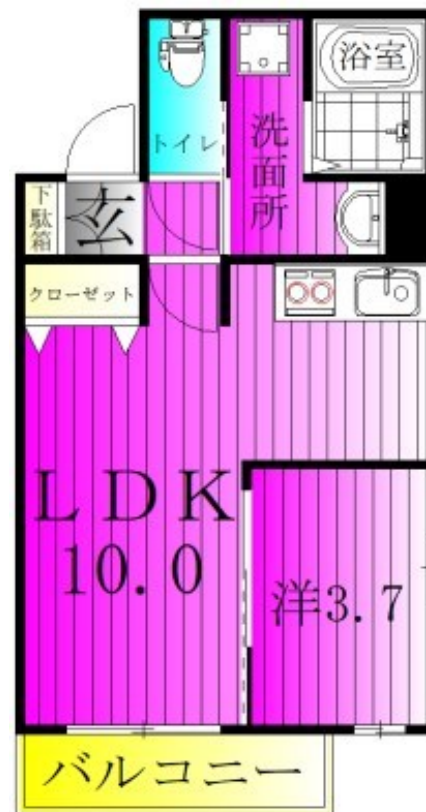 浴室
トイレ
洗面所
下駄箱
玄
クローゼット
LDK
10.0
洋3.7
バルコニー